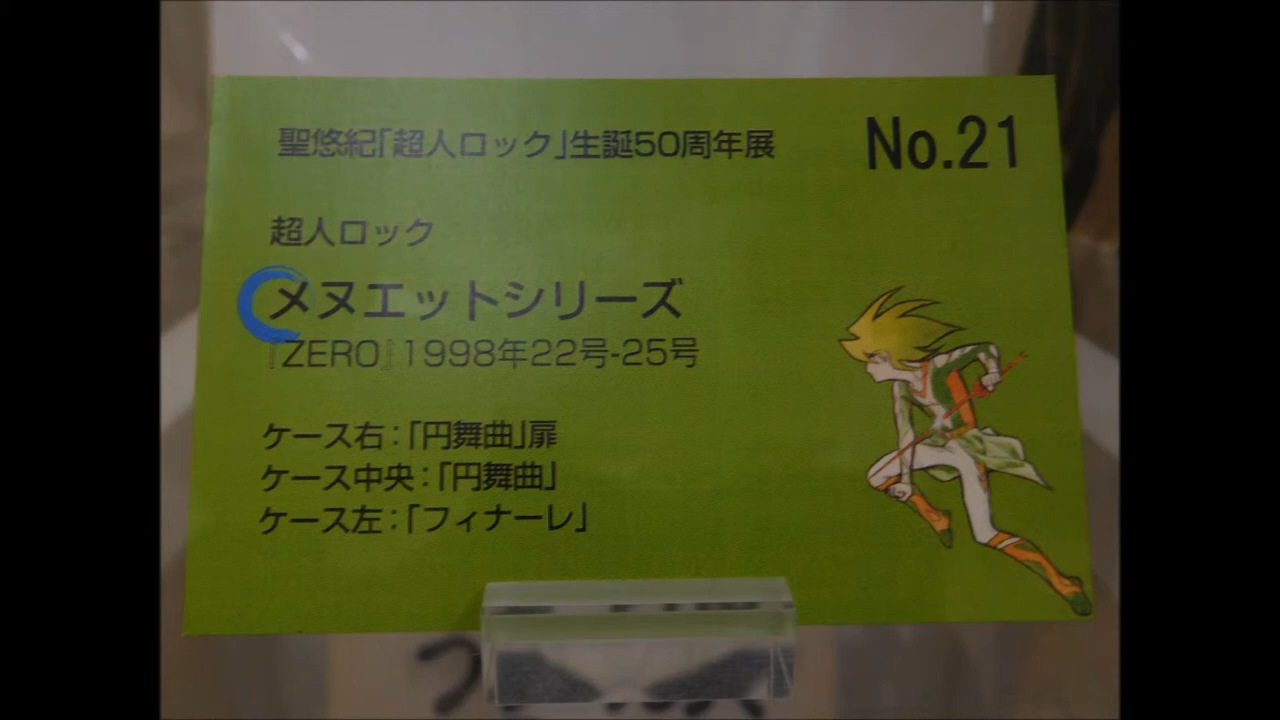 聖悠紀「超人ロック」生誕50周年展
No.21
超人ロック
メヌエットシリーズ
『ZERO』1998年22号-25号
ケース右：「円舞曲」扉
ケース中央：「円舞曲」
ケース左：「フィナーレ」